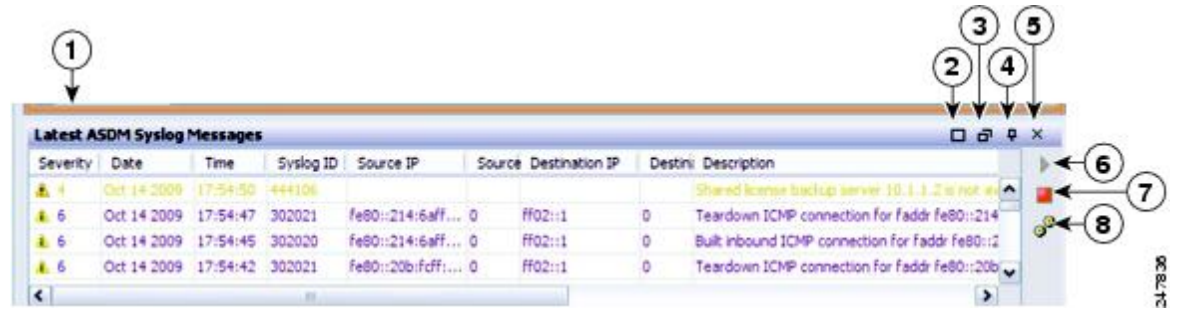 3 5
1 2 4
Latest ASDM Syslog Messages
Severity Date Time Syslog ID Source IP Source Destination IP Destin Description
4 Oct 14 2009 17:54:50 444106 Shared license backup server 10.1.1.2 is not
6 Oct 14 2009 17:54:47 302021 fe80::214:6aff... 0 ff02::1 0 Teardown ICMP connection for faddr fe80::214
6 Oct 14 2009 17:54:45 302020 fe80::214:6aff... 0 ff02::1 0 Built inbound ICMP connection for faddr fe80::2
6 Oct 14 2009 17:54:42 302021 fe80::20b:fcff:... 0 ff02::1 0 Teardown ICMP connection for faddr fe80::20b
6
7
8
247836